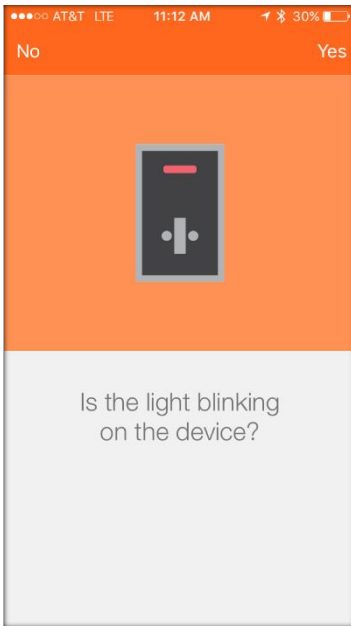 ●●●○○ AT&T LTE 11:12 AM 30%
No Yes
Is the light blinking
on the device?